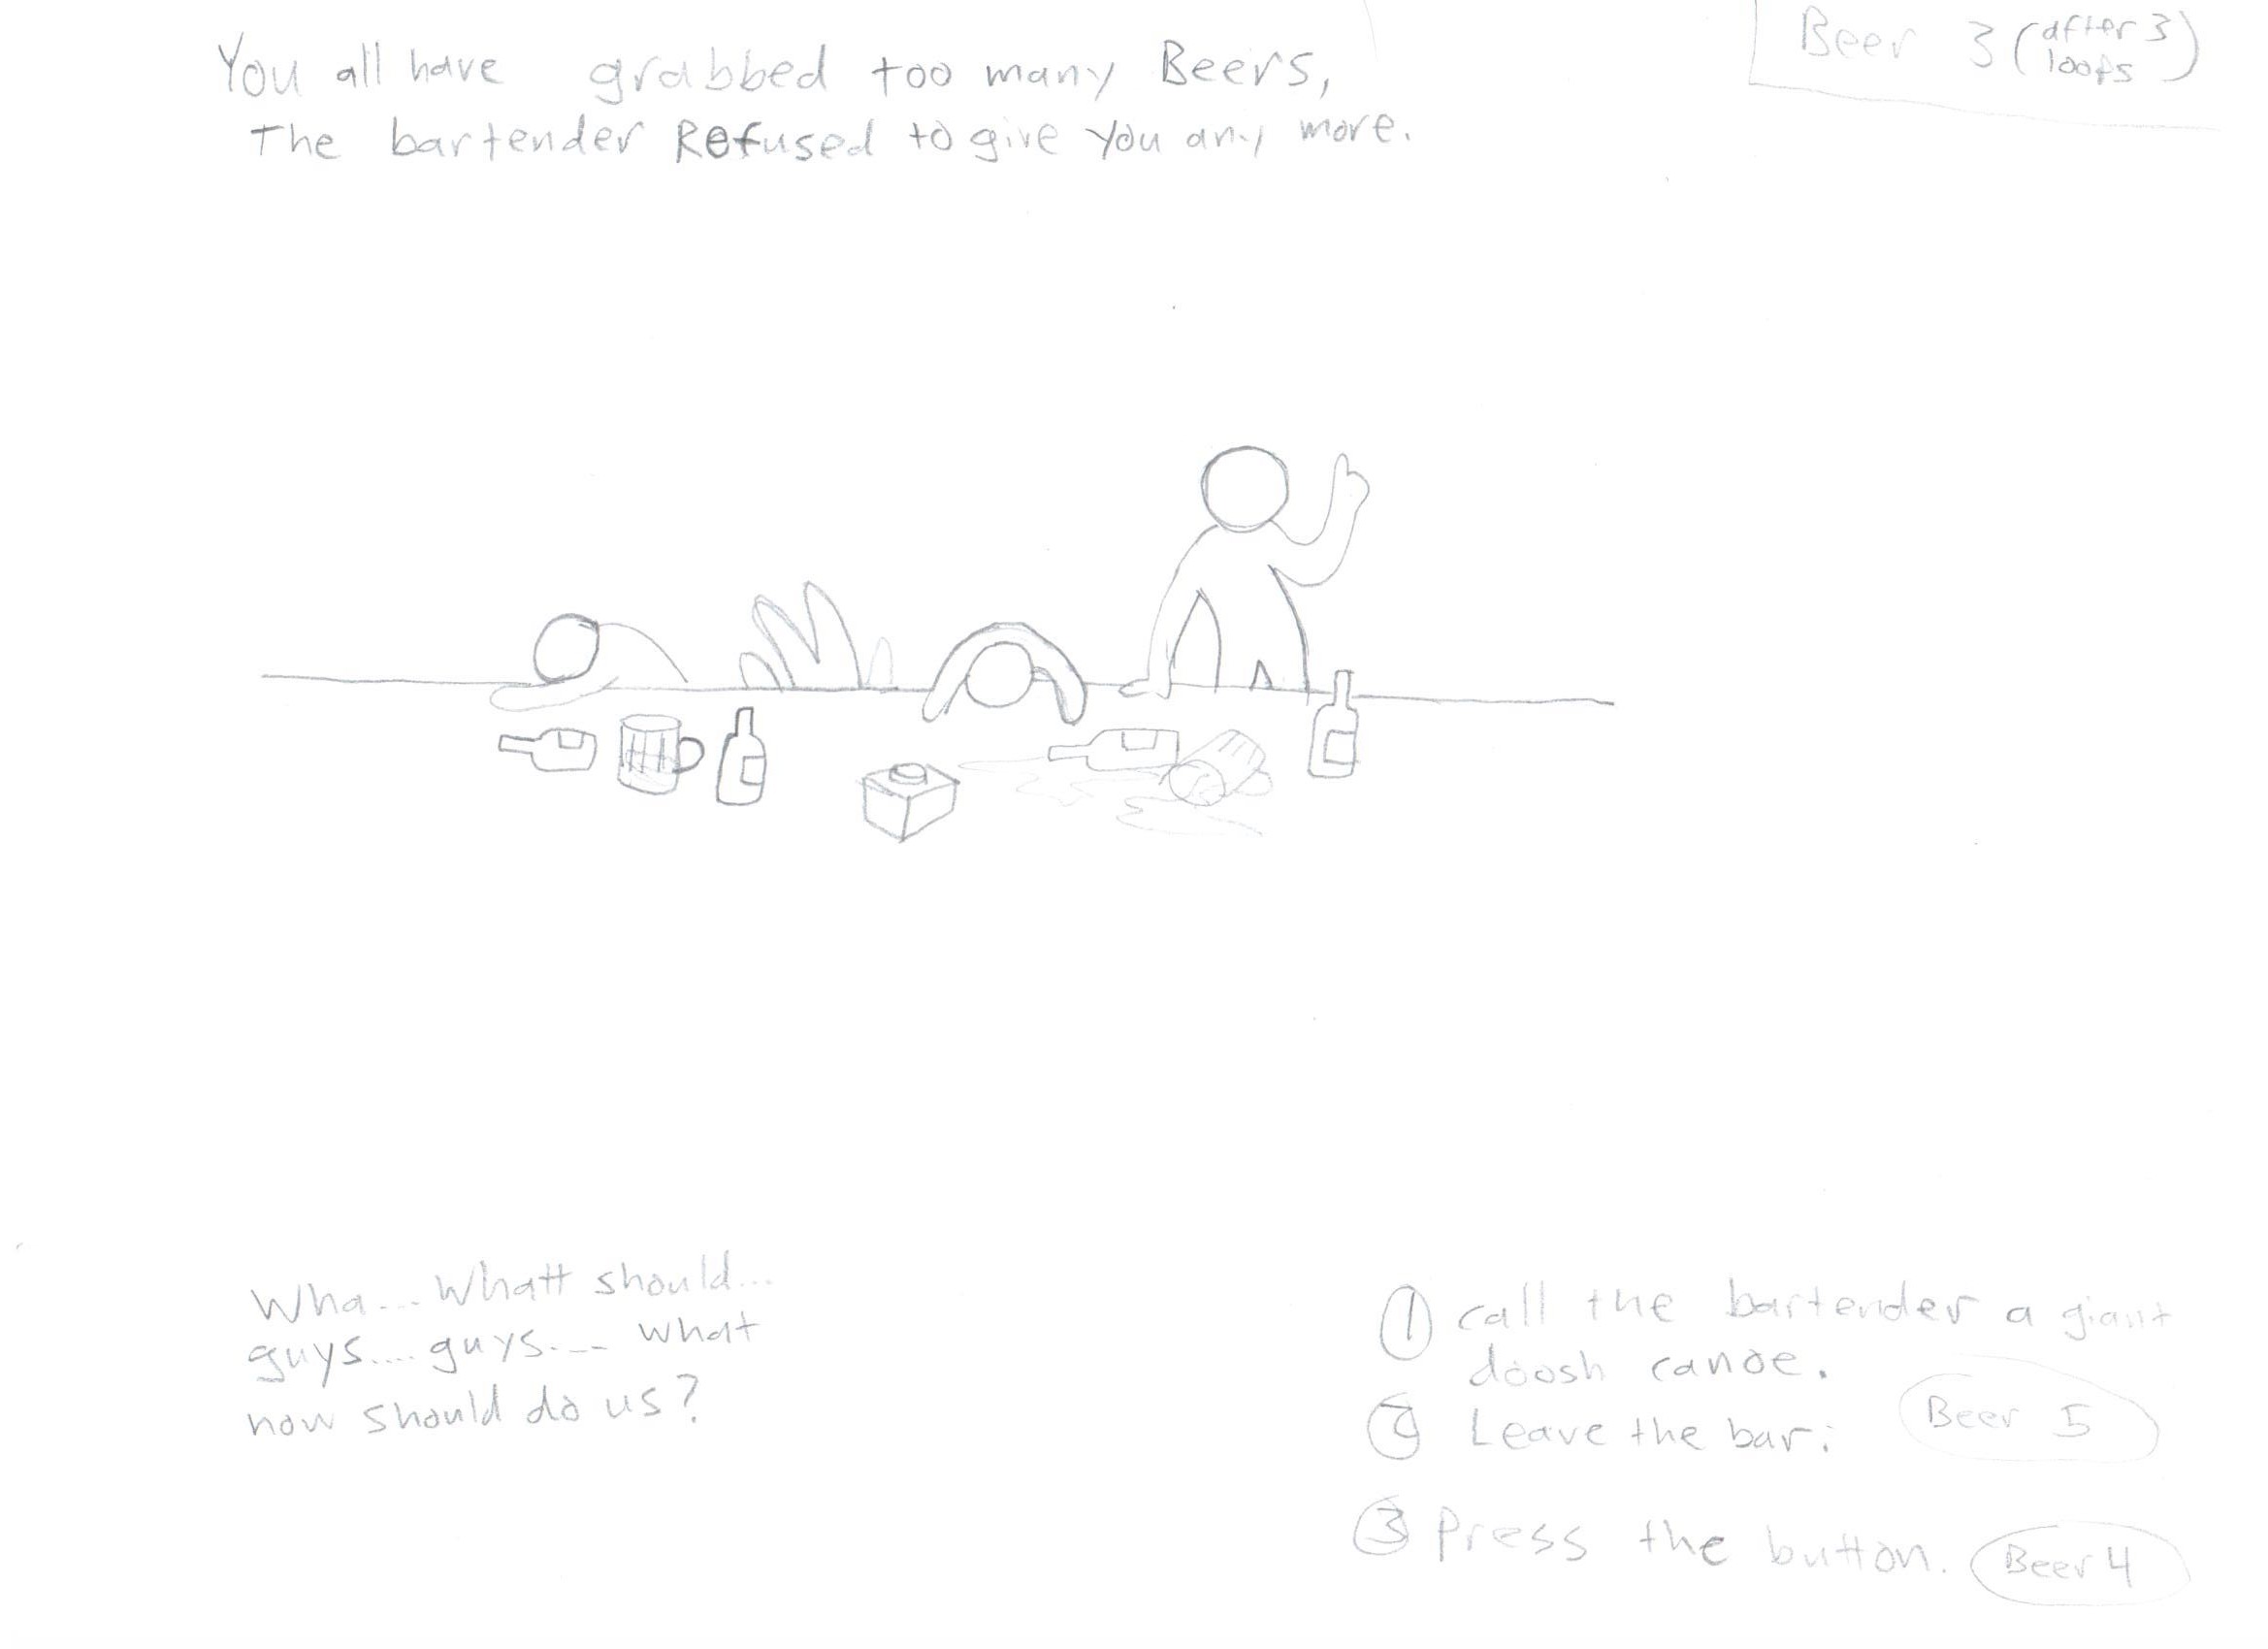 Beer 3 (after 3
loops)
You all have grabbed too many Beers,
The bartender Refused to give you any more.
Wha... Whatt should...
guys.... guys.... what
now should do us?
① call the bartender a giant
doosh canoe.
② Leave the bar: Beer 5
③ Press the button. Beer 4